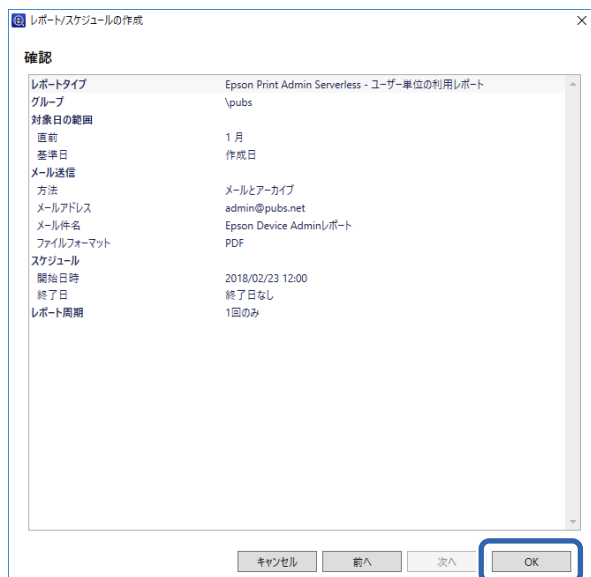 レポート/スケジュールの作成
確認
レポートタイプ Epson Print Admin Serverless - ユーザー単位の利用レポート
グループ \pubs
対象日の範囲
直前 1 月
基準日 作成日
メール送信
方法 メールとアーカイブ
メールアドレス admin@pubs.net
メール件名 Epson Device Adminレポート
ファイルフォーマット PDF
スケジュール
開始日時 2018/02/23 12:00
終了日 終了日なし
レポート周期 1回のみ
キャンセル 前へ 次へ OK